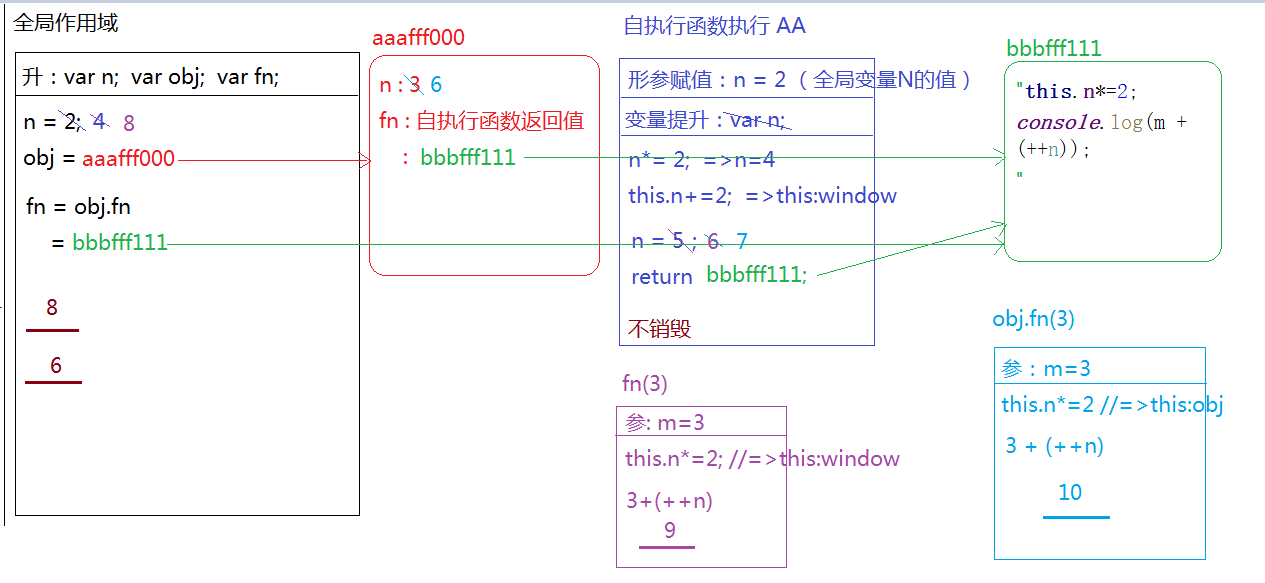 全局作用域
升：var n;  var obj;  var fn;
n = 2; 4 8
obj = aaafff000
fn = obj.fn
= bbbfff111
8
6
aaafff000
n : 3 6
fn : 自执行函数返回值
: bbbfff111
自执行函数执行 AA
形参赋值：n = 2 （ 全局变量N的值 ）
变量提升：var n;
n*= 2;  =>n=4
this.n+=2;  =>this:window
n = 5 ; 6 7
return bbbfff111;
不销毁
bbbfff111
"this.n*=2;
console.log(m +
(++n));
"
fn(3)
参: m=3
this.n*=2; //=>this:window
3+(++n)
9
obj.fn(3)
参：m=3
this.n*=2 //=>this:obj
3 + (++n)
10